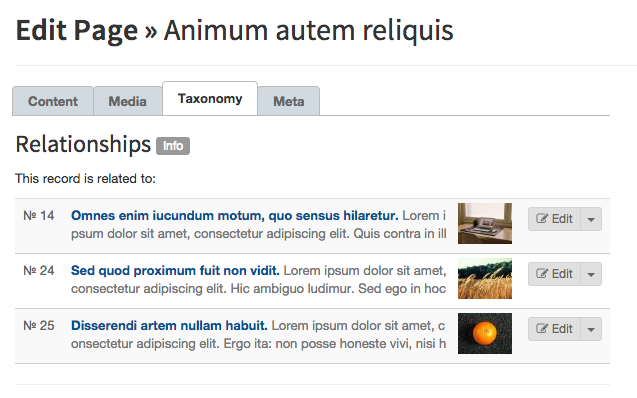 Edit Page » Animum autem reliquis
Content Media Taxonomy Meta
Relationships Info
This record is related to:
№ 14 Omnes enim iucundum motum, quo sensus hilaretur. Lorem i Edit
psum dolor sit amet, consectetur adipiscing elit. Quis contra in ill
№ 24 Sed quod proximum fuit non vidit. Lorem ipsum dolor sit amet, Edit
consectetur adipiscing elit. Hic ambiguo ludimur. Sed ego in hoc
№ 25 Disserendi artem nullam habuit. Lorem ipsum dolor sit amet, c Edit
onsectetur adipiscing elit. Ergo ita: non posse honeste vivi, nisi h